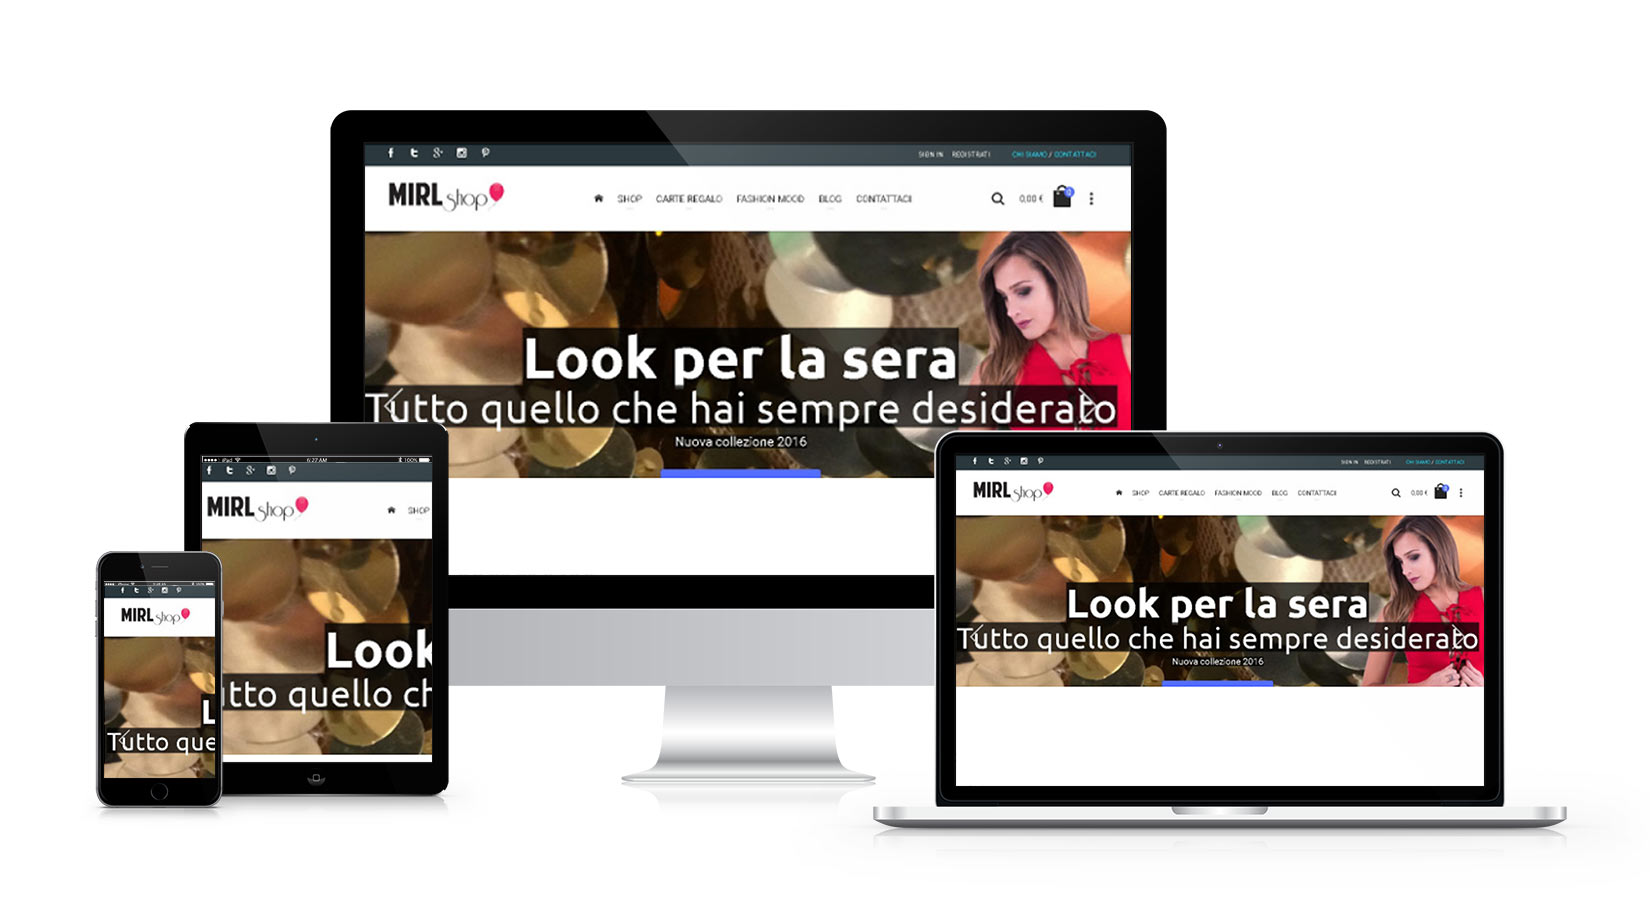 SIGN IN REGISTRATI CHI SIAMO / CONTATTACI
MIRL shop
SHOP CARTE REGALO FASHION MOOD BLOG CONTATTACI
0,00 € 0
Look per la sera
Tutto quello che hai sempre desiderato
Nuova collezione 2016
iPad 6:27 AM 100%
MIRL shop
SHOP
Look
utto quello ch
MIRL shop
L
Tutto que
SIGN IN REGISTRATI CHI SIAMO / CONTATTACI
MIRL shop
SHOP CARTE REGALO FASHION MOOD BLOG CONTATTACI
0,00 € 0
Look per la sera
Tutto quello che hai sempre desiderato
Nuova collezione 2016